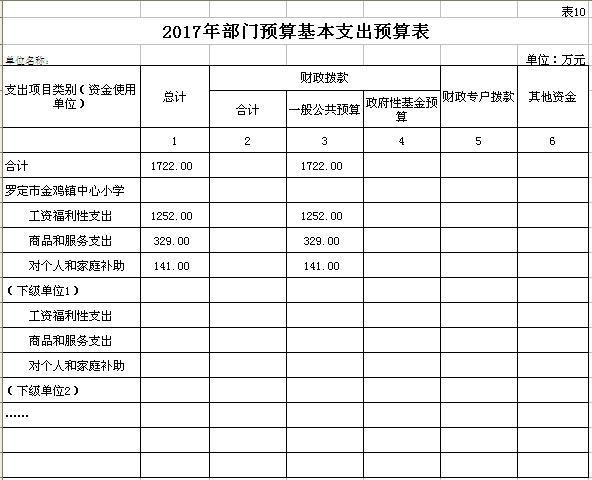 表10
2017年部门预算基本支出预算表
单位名称：
单位：万元
支出项目类别（资金使用单位）
总计
财政拨款
财政专户拨款
其他资金
合计
一般公共预算
政府性基金预算
1 2 3 4 5 6
合计 1722.00 1722.00
罗定市金鸡镇中心小学
工资福利性支出 1252.00 1252.00
商品和服务支出 329.00 329.00
对个人和家庭补助 141.00 141.00
（下级单位1）
工资福利性支出
商品和服务支出
对个人和家庭补助
（下级单位2）
……